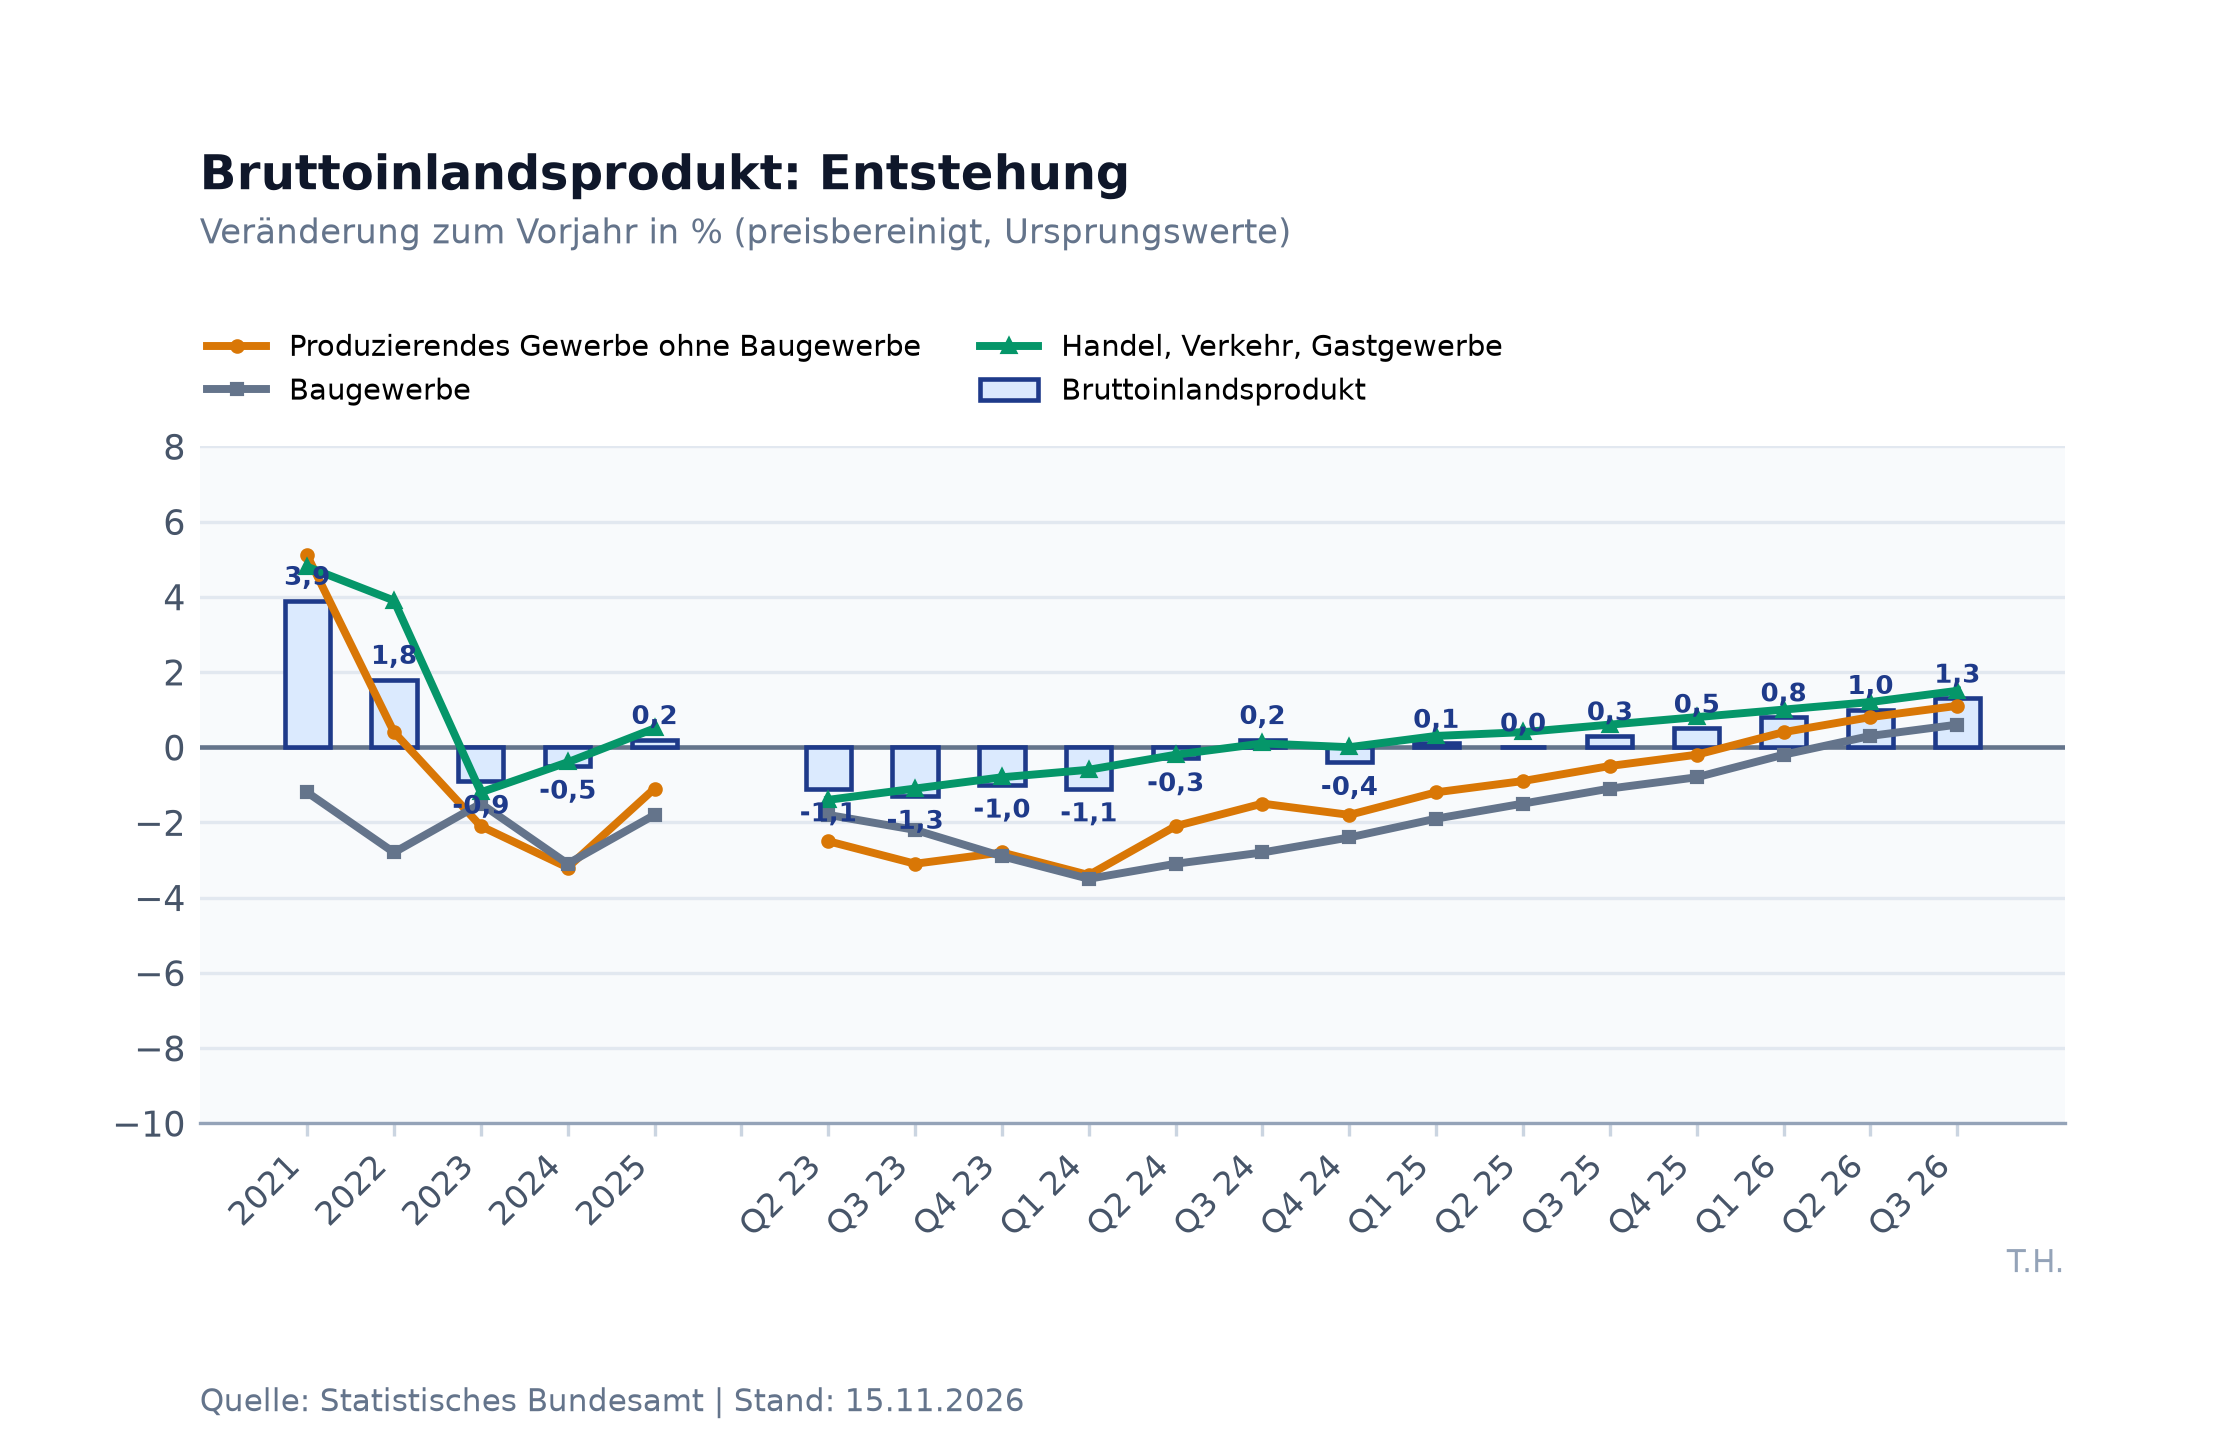 Bruttoinlandsprodukt: Entstehung
Veränderung zum Vorjahr in % (preisbereinigt, Ursprungswerte)
Produzierendes Gewerbe ohne Baugewerbe
Handel, Verkehr, Gastgewerbe
Baugewerbe
Bruttoinlandsprodukt
8
6
4
2
0
−2
−4
−6
−8
−10
3,9
1,8
-0,9
-0,5
0,2
-1,1
-1,3
-1,0
-1,1
-0,3
0,2
-0,4
0,1
0,0
0,3
0,5
0,8
1,0
1,3
2021
2022
2023
2024
2025
Q2 23
Q3 23
Q4 23
Q1 24
Q2 24
Q3 24
Q4 24
Q1 25
Q2 25
Q3 25
Q4 25
Q1 26
Q2 26
Q3 26
T.H.
Quelle: Statistisches Bundesamt | Stand: 15.11.2026